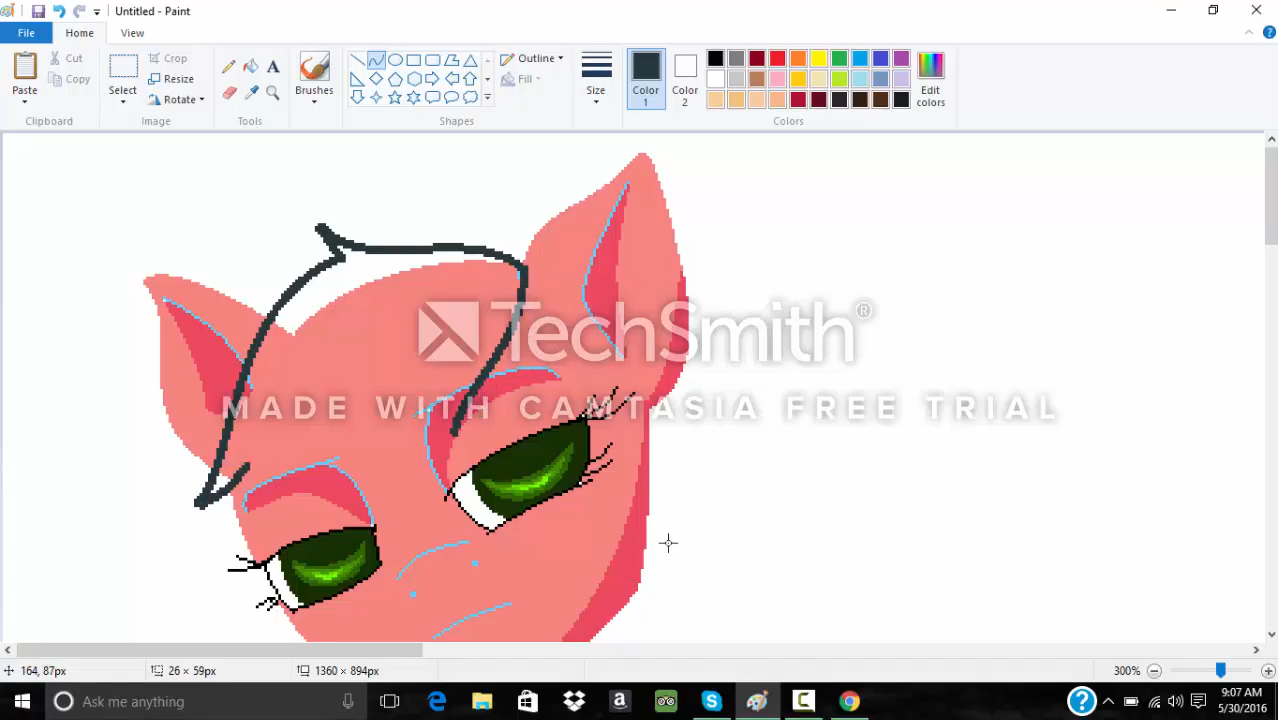 Untitled - Paint
File Home View
Paste
Cut
Copy
Clipboard
Select
Crop
Resize
Rotate
Image
A
Tools
Brushes
Outline
Fill
Shapes
Size
Color 1
Color 2
Edit colors
Colors
TechSmith®
MADE WITH CAMTASIA FREE TRIAL
164, 87px
26 × 59px
1360 × 894px
300%
Ask me anything
9:07 AM
5/30/2016